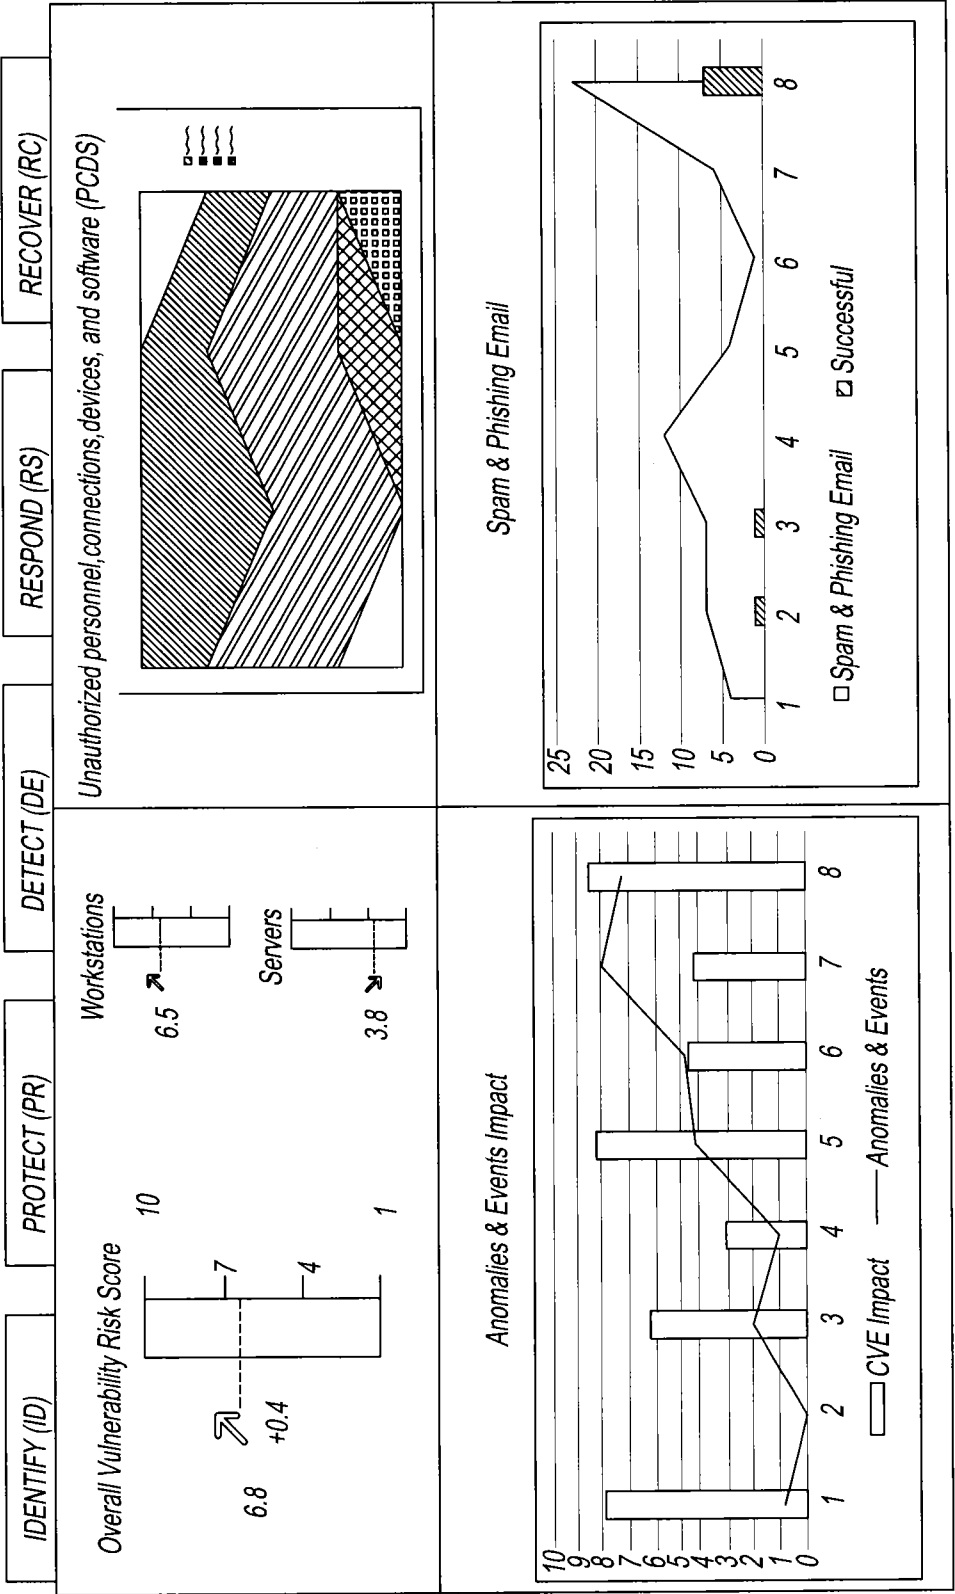 IDENTIFY (ID)
PROTECT (PR)
DETECT (DE)
RESPOND (RS)
RECOVER (RC)
Overall Vulnerability Risk Score
10
7
4
1
6.8
+0.4
Workstations
6.5
Servers
3.8
Unauthorized personnel,connections,devices, and software (PCDS)
Anomalies & Events Impact
10
9
8
7
6
5
4
3
2
1
0
1 2 3 4 5 6 7 8
CVE Impact Anomalies & Events
Spam & Phishing Email
25
20
15
10
5
0
1 2 3 4 5 6 7 8
Spam & Phishing Email Successful